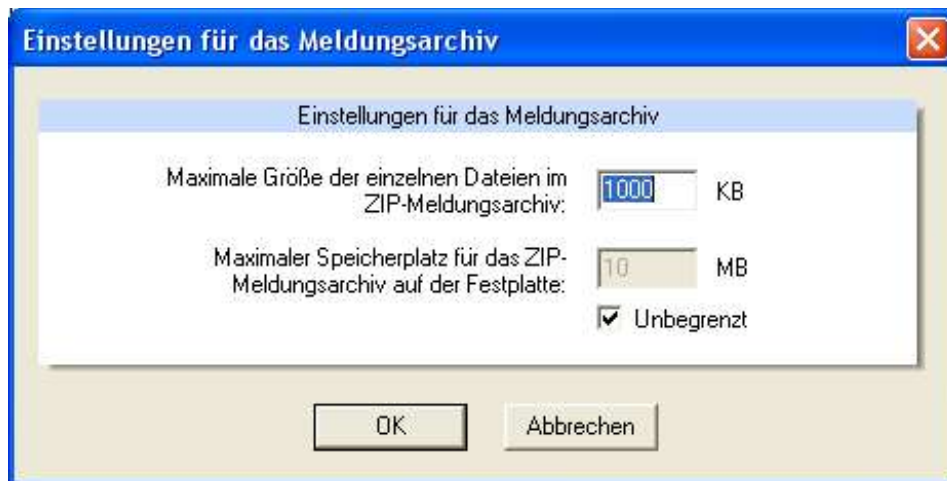 Einstellungen für das Meldungsarchiv
Einstellungen für das Meldungsarchiv
Maximale Größe der einzelnen Dateien im
ZIP-Meldungsarchiv:
1000 KB
Maximaler Speicherplatz für das ZIP-
Meldungsarchiv auf der Festplatte:
10 MB
Unbegrenzt
OK Abbrechen